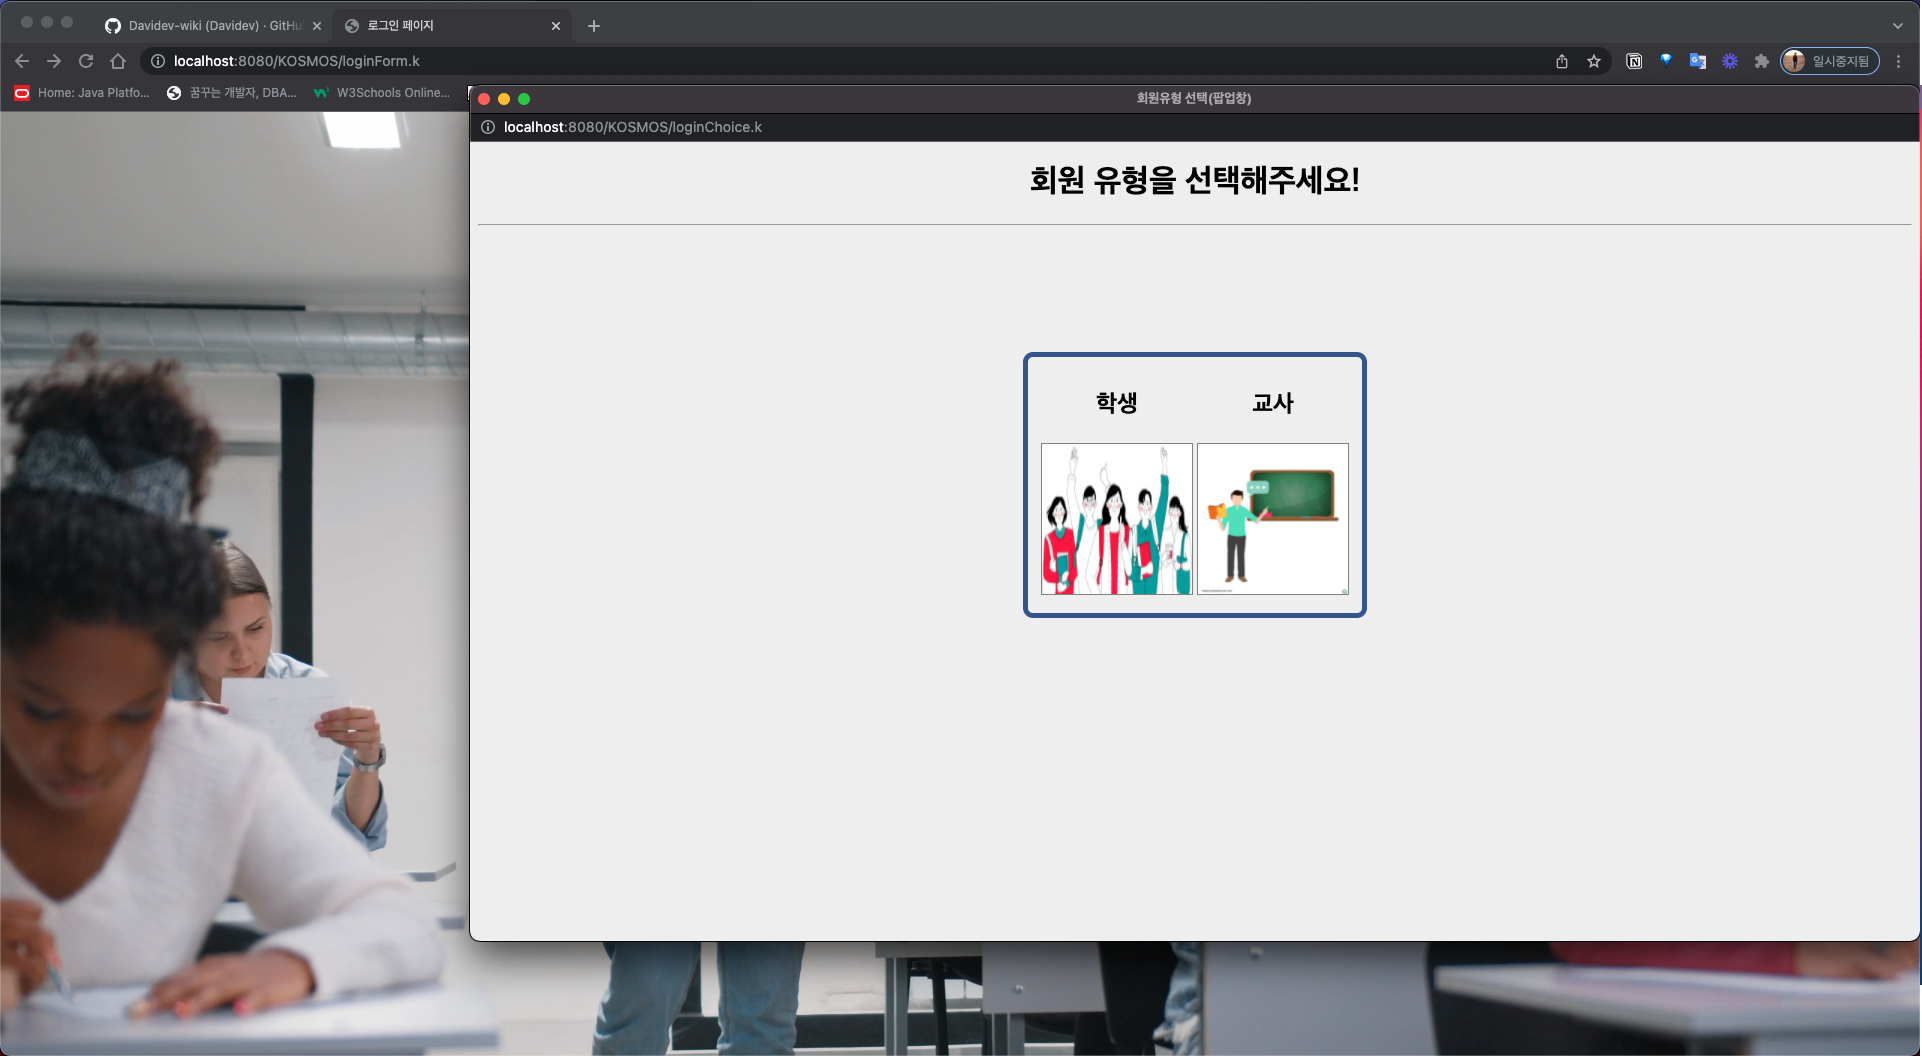 Davidev-wiki (Davidev) · GitHu
로그인 페이지
localhost:8080/KOSMOS/loginForm.k
일시중지됨
Home: Java Platfo...
꿈꾸는 개발자, DBA...
W3Schools Online...
회원유형 선택(팝업창)
localhost:8080/KOSMOS/loginChoice.k
회원 유형을 선택해주세요!
학생
교사